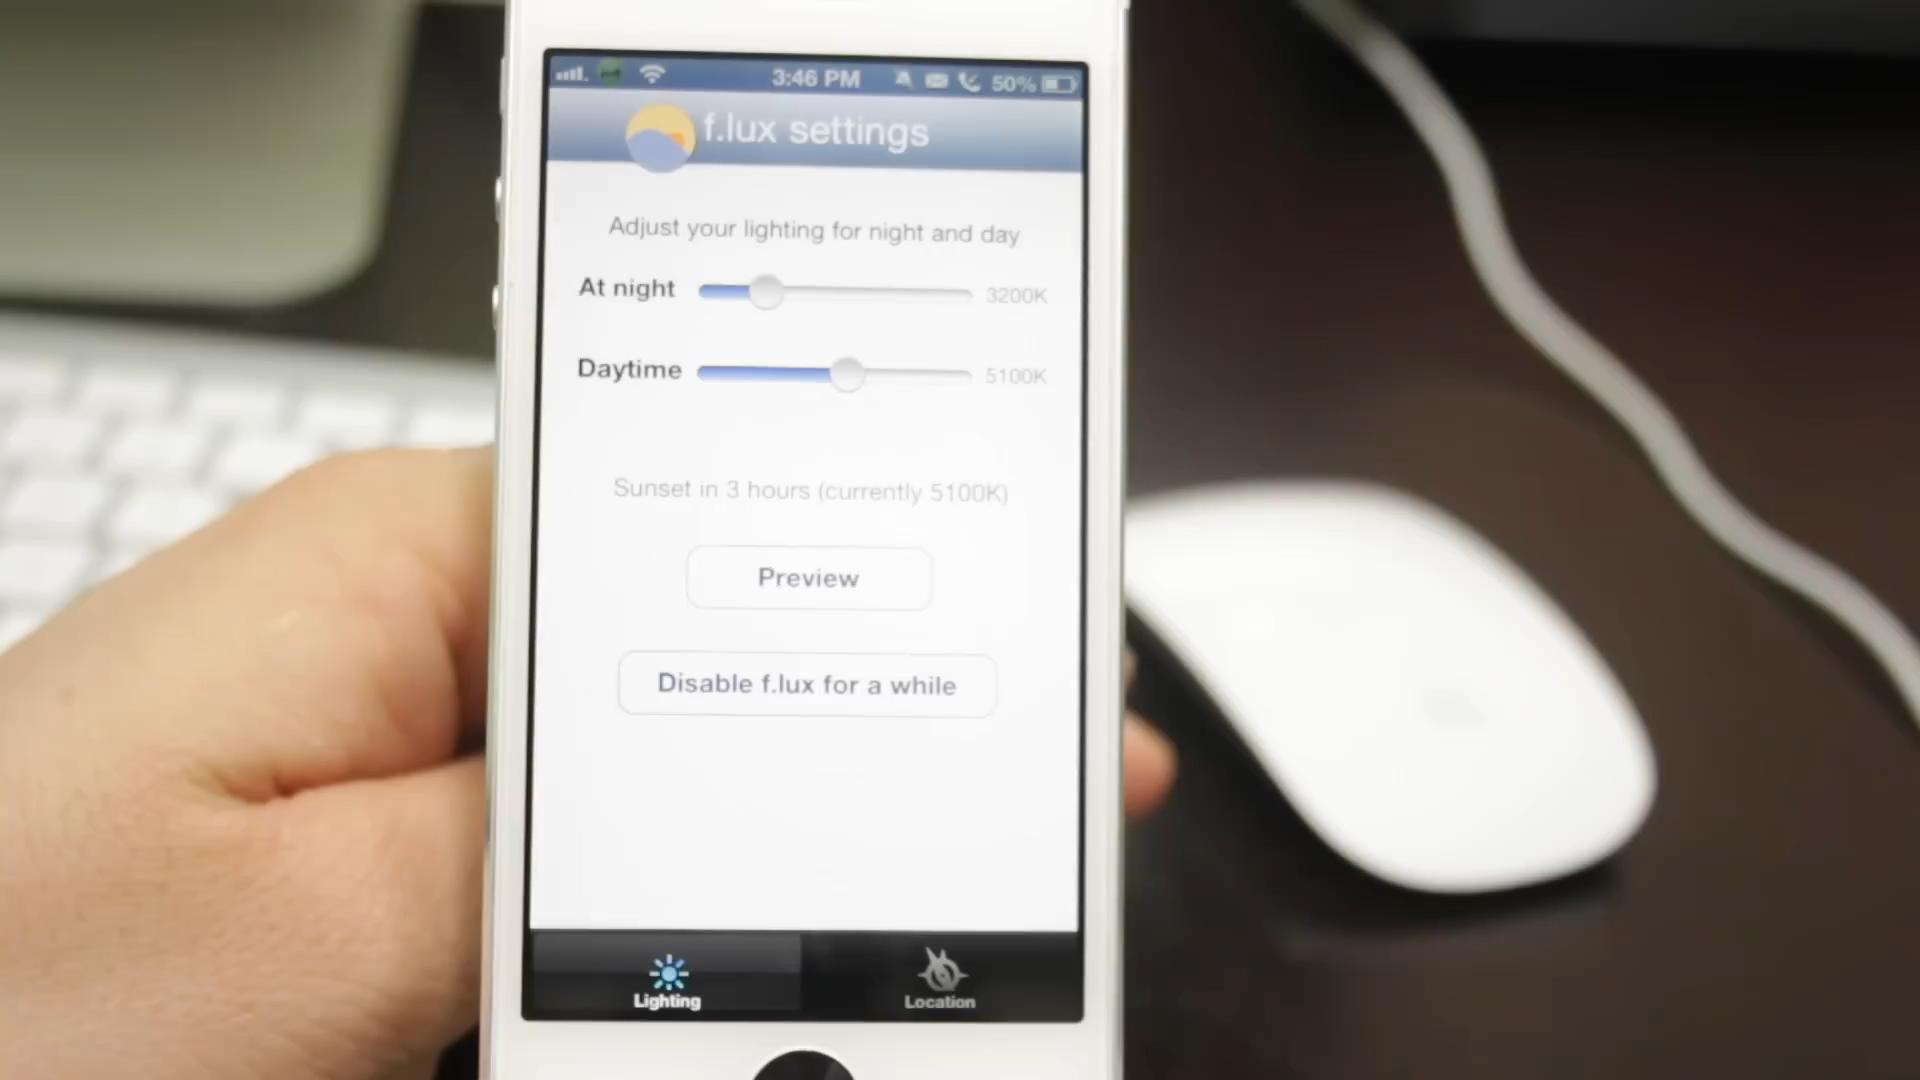 3:46 PM 50%
f.lux settings
Adjust your lighting for night and day
At night 3200K
Daytime 5100K
Sunset in 3 hours (currently 5100K)
Preview
Disable f.lux for a while
Lighting Location